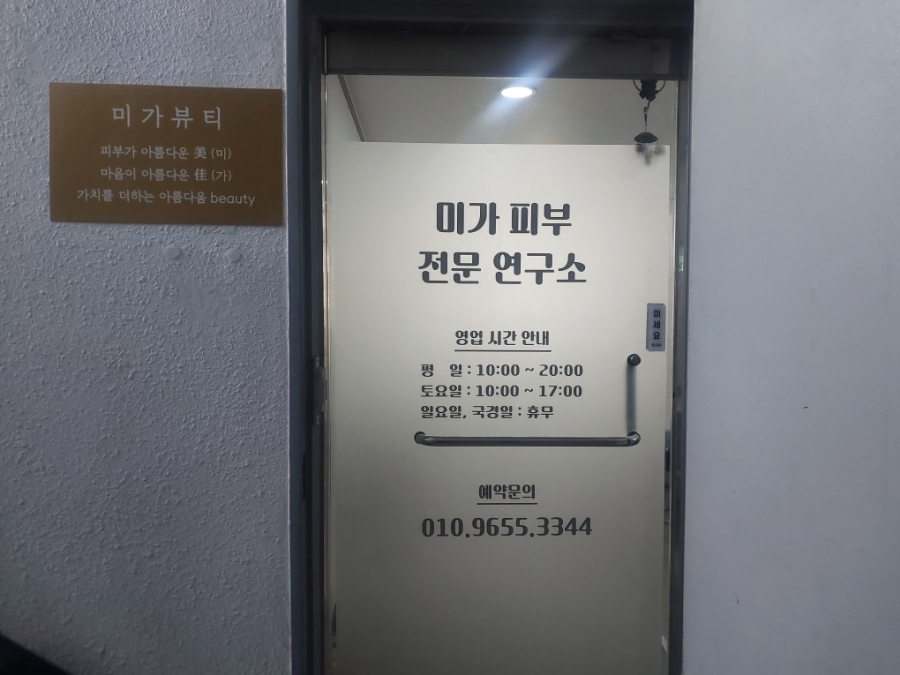 미가뷰티
피부가 아름다운 美 (미)
마음이 아름다운 佳 (가)
가치를 더하는 아름다움 beauty
미가 피부
전문 연구소
영업 시간 안내
평 일 : 10:00 ~ 20:00
토요일 : 10:00 ~ 17:00
일요일, 국경일 : 휴무
미세요
예약문의
010.9655.3344